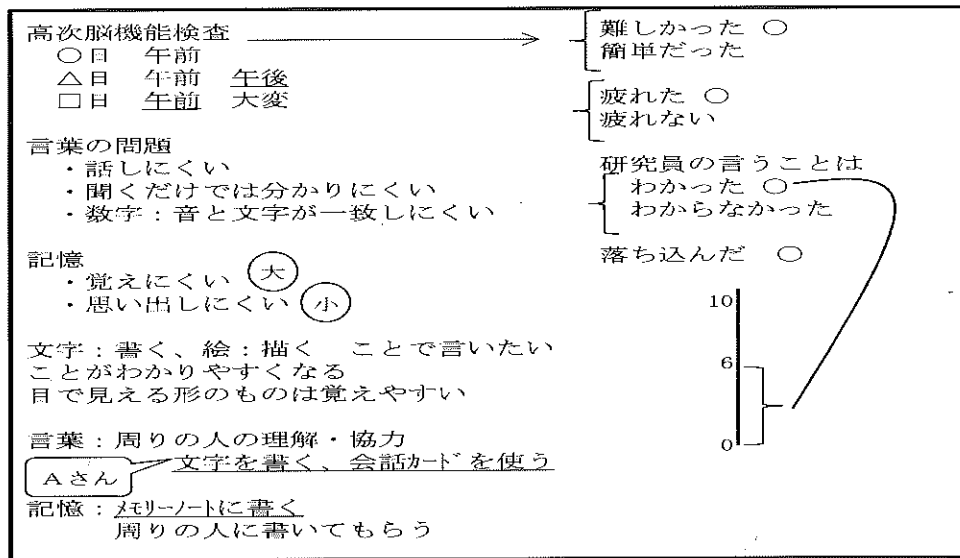 高次脳機能検査
○日 午前
△日 午前 午後
□日 午前 大変
言葉の問題
・話しにくい
・聞くだけでは分かりにくい
・数字：音と文字が一致しにくい
記憶
・覚えにくい 大
・思い出しにくい 小
文字：書く、絵：描く ことで言いたい
ことがわかりやすくなる
目で見える形のものは覚えやすい
言葉：周りの人の理解・協力
文字を書く、会話ｶｰﾄﾞを使う
Aさん
記憶：ﾒﾓﾘｰﾉｰﾄに書く
周りの人に書いてもらう
難しかった ○
簡単だった
疲れた ○
疲れない
研究員の言うことは
わかった ○
わからなかった
落ち込んだ ○
10
6
0